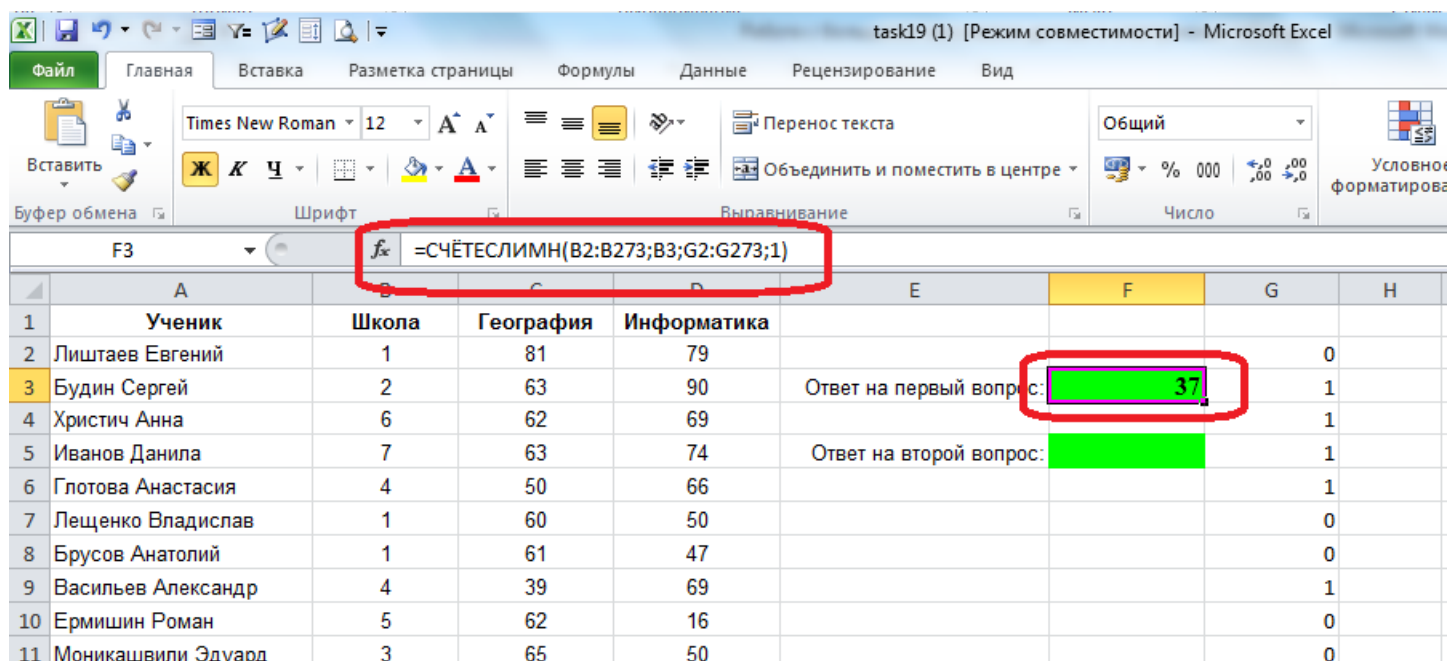 task19 (1) [Режим совместимости] - Microsoft Excel
Файл Главная Вставка Разметка страницы Формулы Данные Рецензирование Вид
Times New Roman 12 A A Перенос текста Общий
Вставить Ж К Ч Объединить и поместить в центре % 000 Условное
форматирова
Буфер обмена Шрифт Выравнивание Число
F3 fx =СЧЁТЕСЛИМН(B2:B273;B3;G2:G273;1)
A B C D E F G H
1 Ученик Школа География Информатика
2 Лиштаев Евгений 1 81 79 0
3 Будин Сергей 2 63 90 Ответ на первый вопрос: 37 1
4 Христич Анна 6 62 69 1
5 Иванов Данила 7 63 74 Ответ на второй вопрос: 1
6 Глотова Анастасия 4 50 66 1
7 Лещенко Владислав 1 60 50 0
8 Брусов Анатолий 1 61 47 0
9 Васильев Александр 4 39 69 1
10 Ермишин Роман 5 62 16 0
11 Моникашвили Эдуард 3 65 50 0